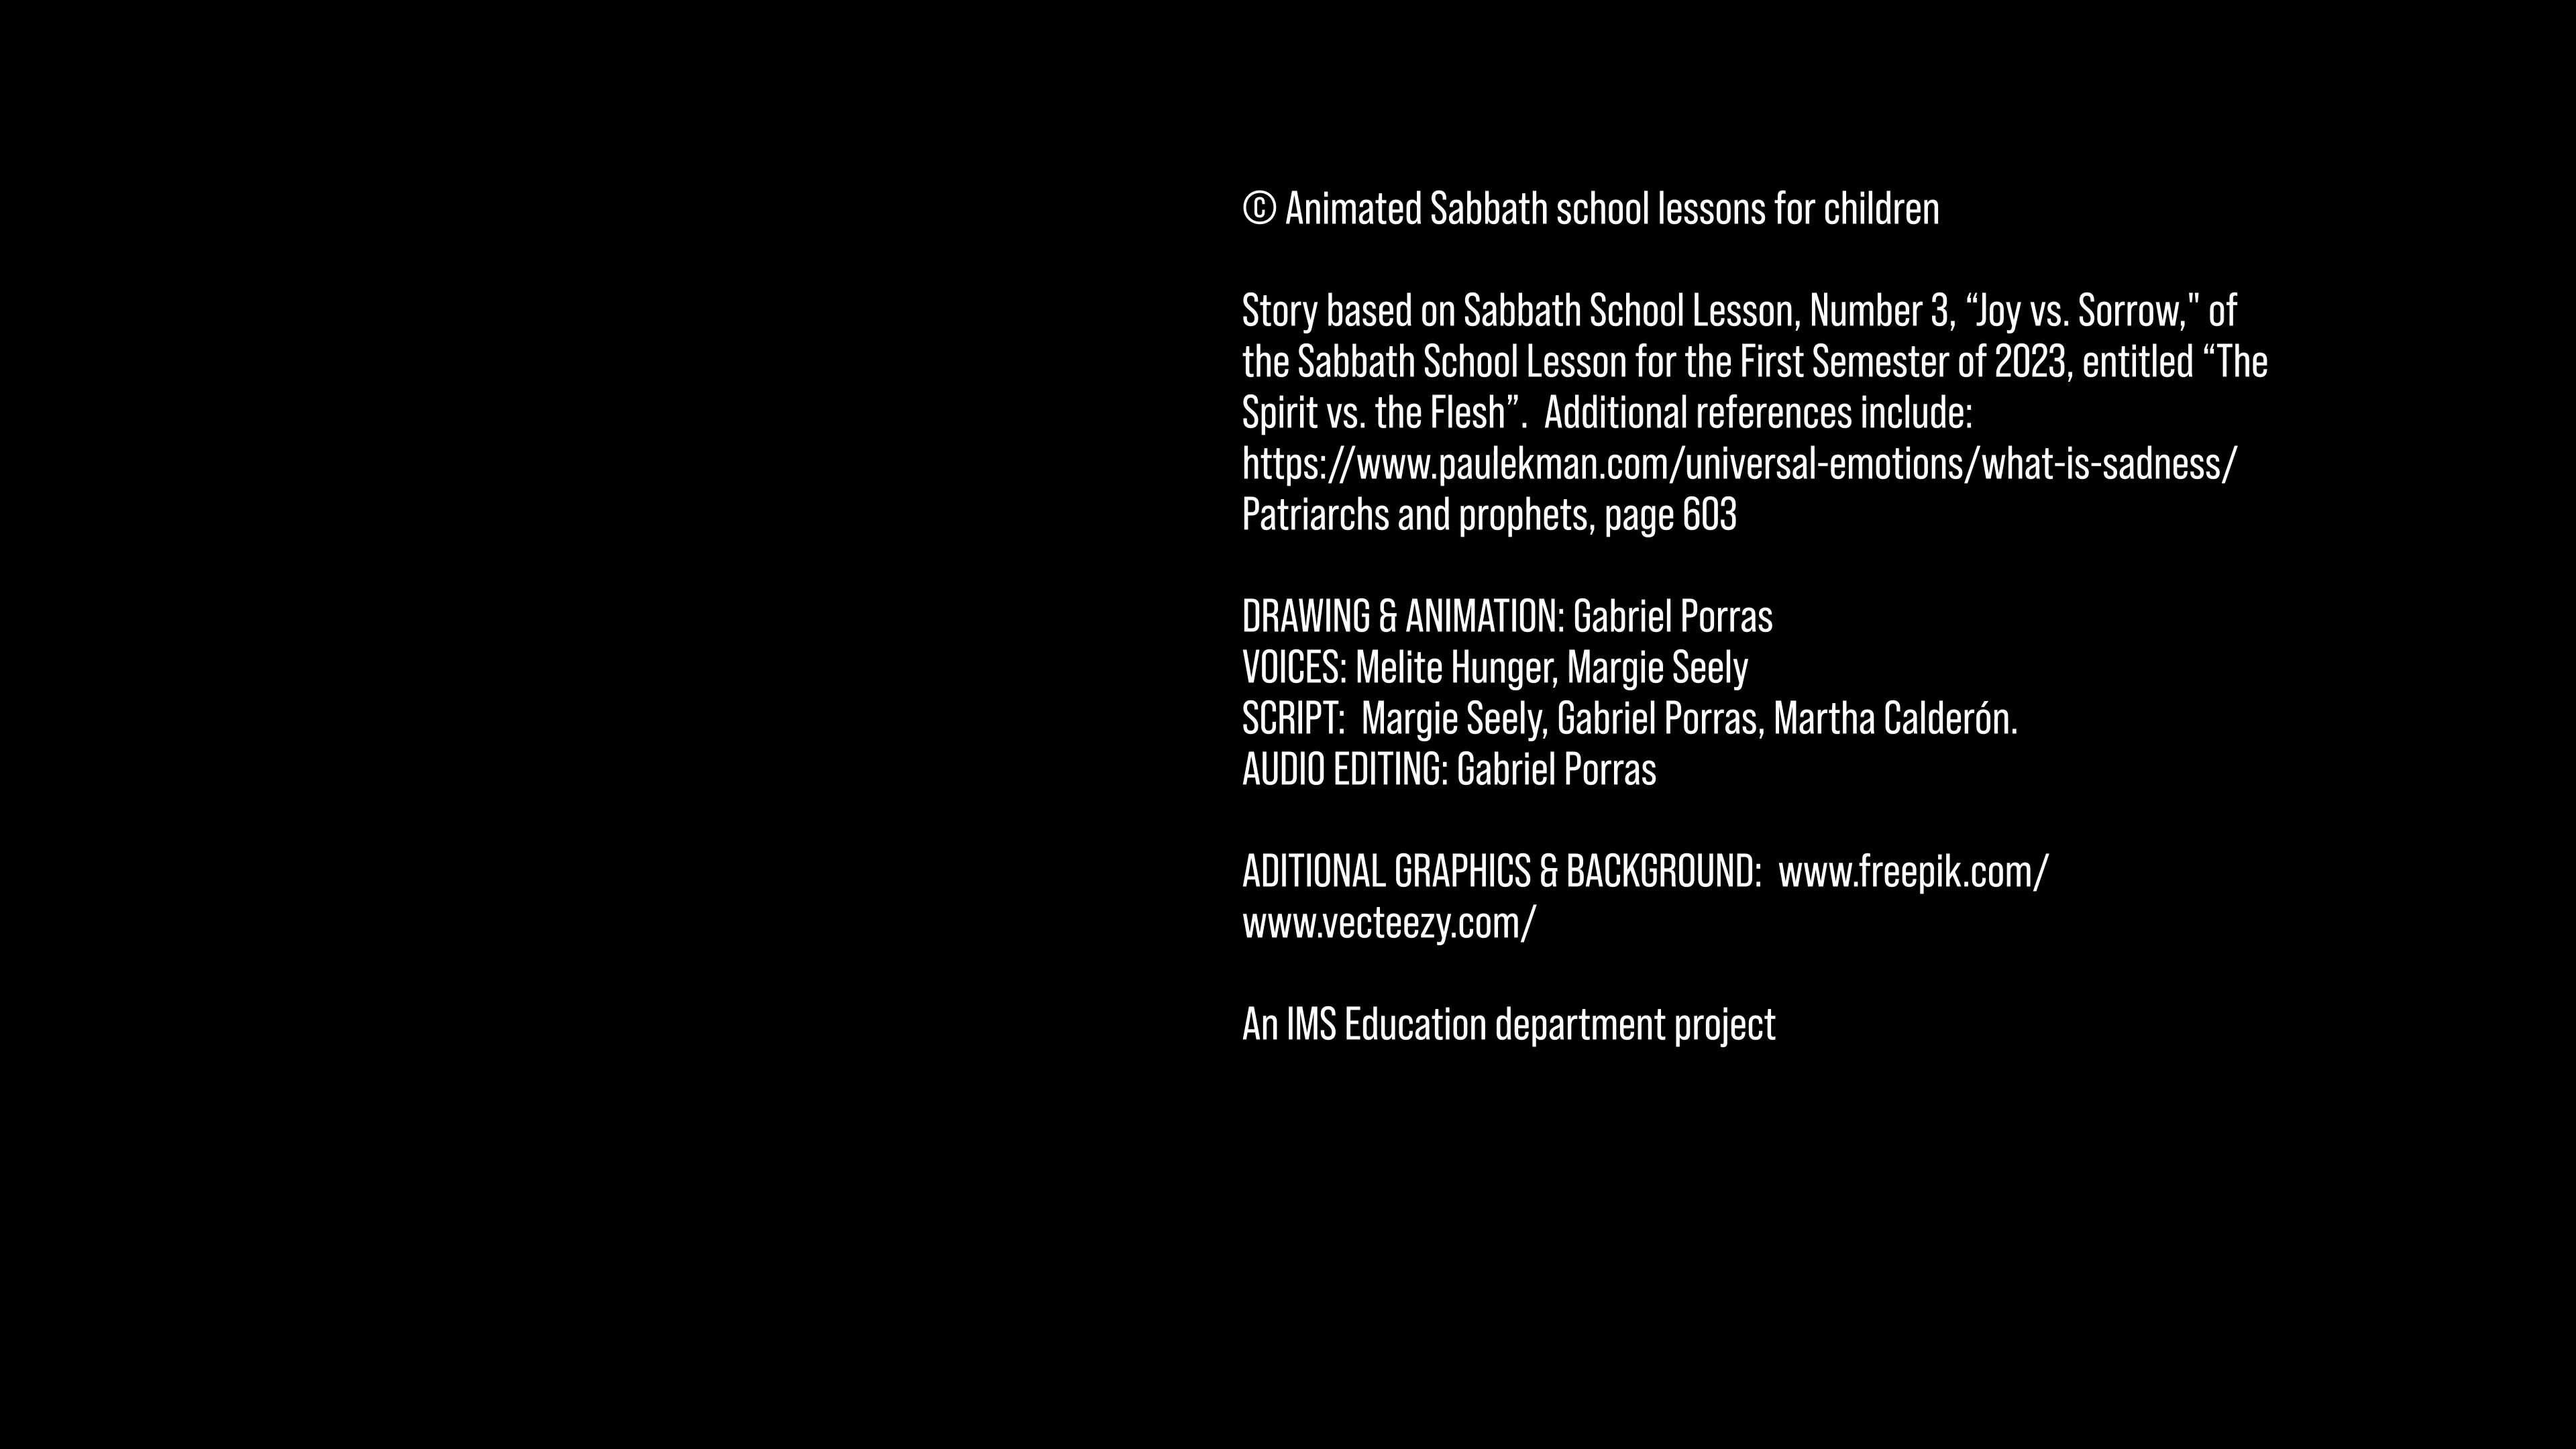 © Animated Sabbath school lessons for children
Story based on Sabbath School Lesson, Number 3, “Joy vs. Sorrow," of
the Sabbath School Lesson for the First Semester of 2023, entitled “The
Spirit vs. the Flesh”.  Additional references include:
https://www.paulekman.com/universal-emotions/what-is-sadness/
Patriarchs and prophets, page 603
DRAWING & ANIMATION: Gabriel Porras
VOICES: Melite Hunger, Margie Seely
SCRIPT:  Margie Seely, Gabriel Porras, Martha Calderón.
AUDIO EDITING: Gabriel Porras
ADITIONAL GRAPHICS & BACKGROUND:  www.freepik.com/
www.vecteezy.com/
An IMS Education department project